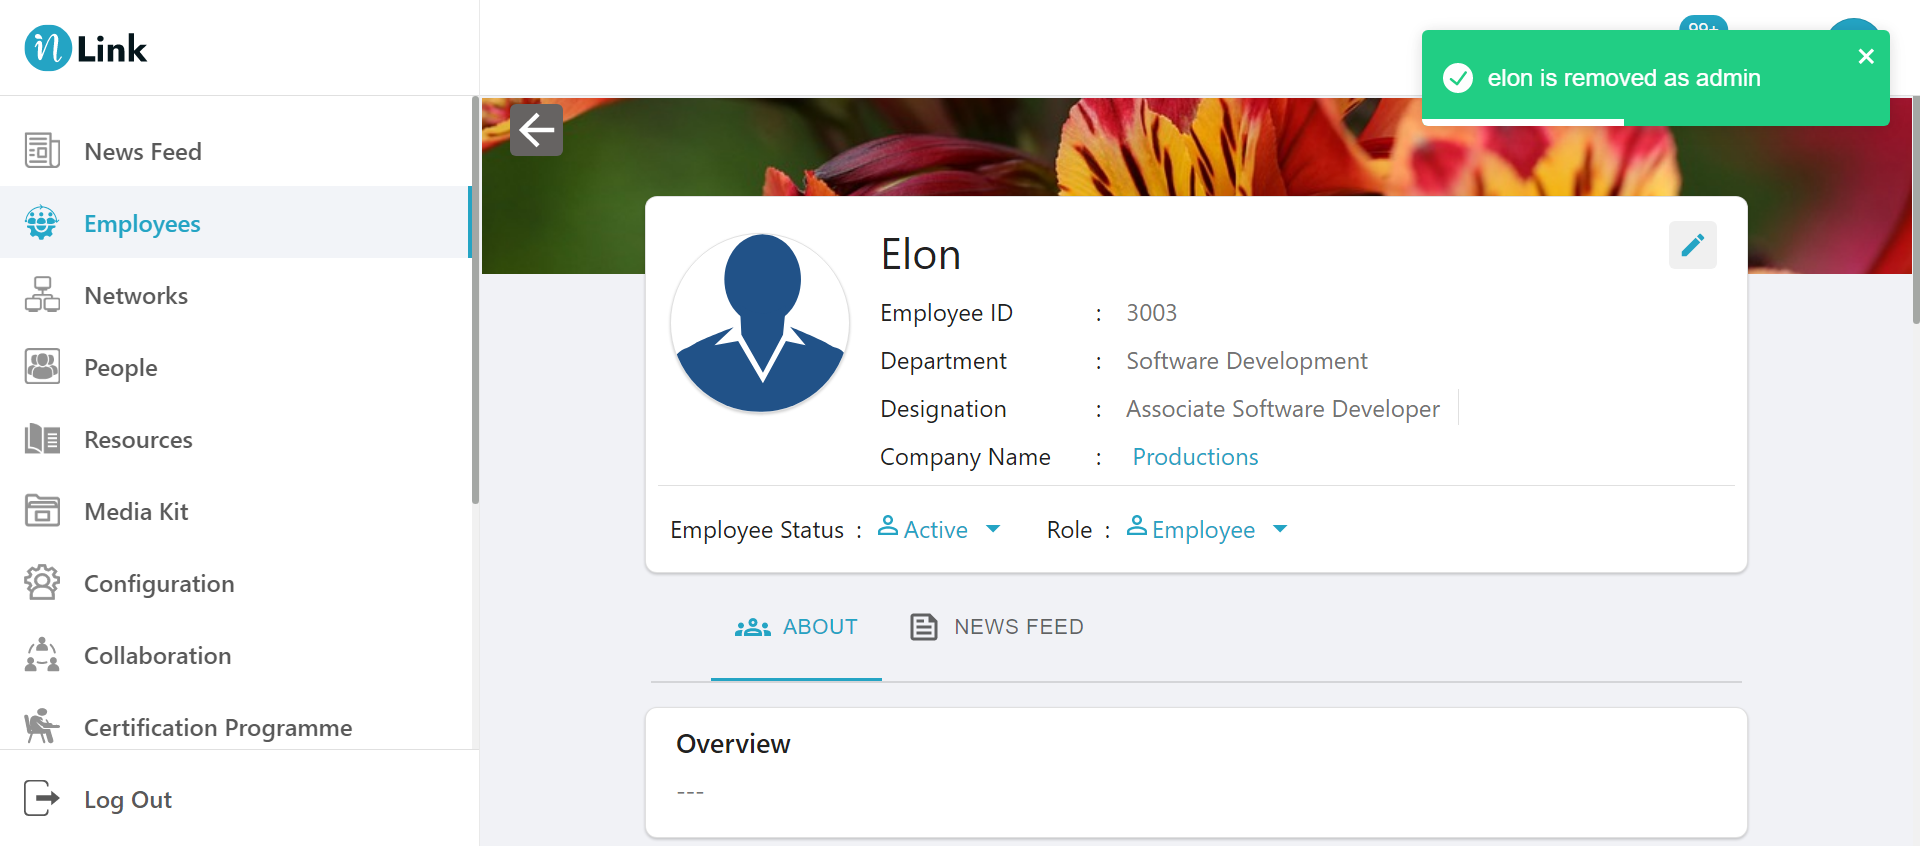 n Link
99+
elon is removed as admin
News Feed
Employees
Networks
People
Resources
Media Kit
Configuration
Collaboration
Certification Programme
Log Out
Elon
Employee ID : 3003
Department : Software Development
Designation : Associate Software Developer
Company Name : Productions
Employee Status : Active Role : Employee
ABOUT NEWS FEED
Overview
---